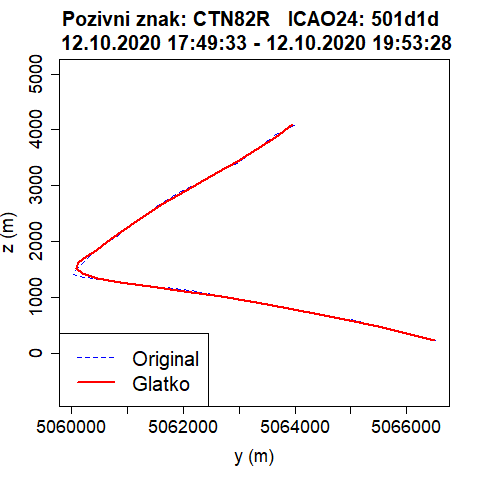 Pozivni znak: CTN82R ICAO24: 501d1d
12.10.2020 17:49:33 - 12.10.2020 19:53:28
5000
4000
3000
2000
1000
0
z (m)
Original
Glatko
5060000 5062000 5064000 5066000
y (m)